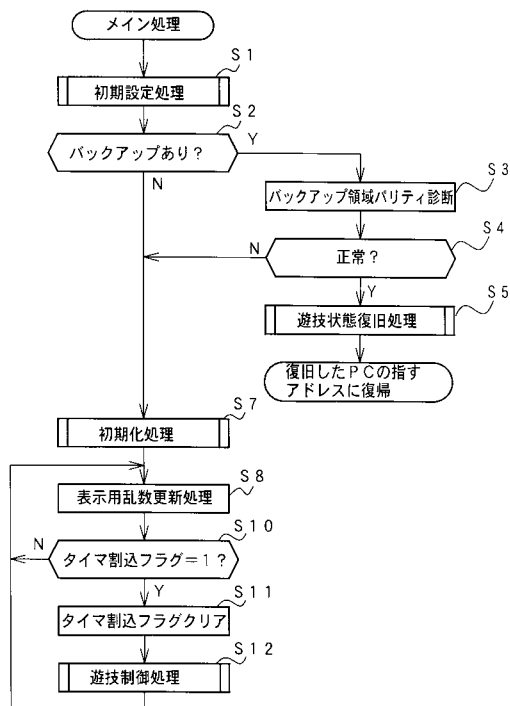 メイン処理
S1
初期設定処理
S2
バックアップあり？
Y
N
S3
バックアップ領域パリティ診断
S4
正常？
N
Y
S5
遊技状態復旧処理
復旧したPCの指す
アドレスに復帰
S7
初期化処理
S8
表示用乱数更新処理
S10
タイマ割込フラグ＝1？
N
Y
S11
タイマ割込フラグクリア
S12
遊技制御処理